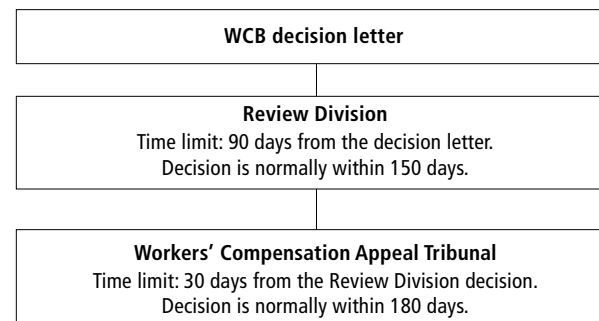 WCB decision letter
Review Division
Time limit: 90 days from the decision letter.
Decision is normally within 150 days.
Workers’ Compensation Appeal Tribunal
Time limit: 30 days from the Review Division decision.
Decision is normally within 180 days.